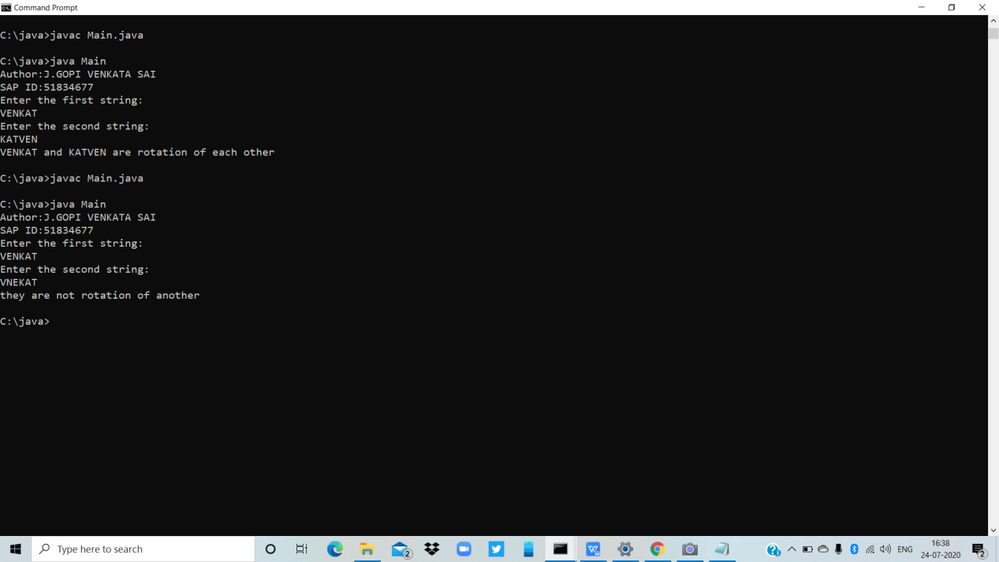 Command Prompt
C:\java>javac Main.java
C:\java>java Main
Author:J.GOPI VENKATA SAI
SAP ID:51834677
Enter the first string:
VENKAT
Enter the second string:
KATVEN
VENKAT and KATVEN are rotation of each other
C:\java>javac Main.java
C:\java>java Main
Author:J.GOPI VENKATA SAI
SAP ID:51834677
Enter the first string:
VENKAT
Enter the second string:
VNEKAT
they are not rotation of another
C:\java>
Type here to search
2
ENG
16:38
24-07-2020
2